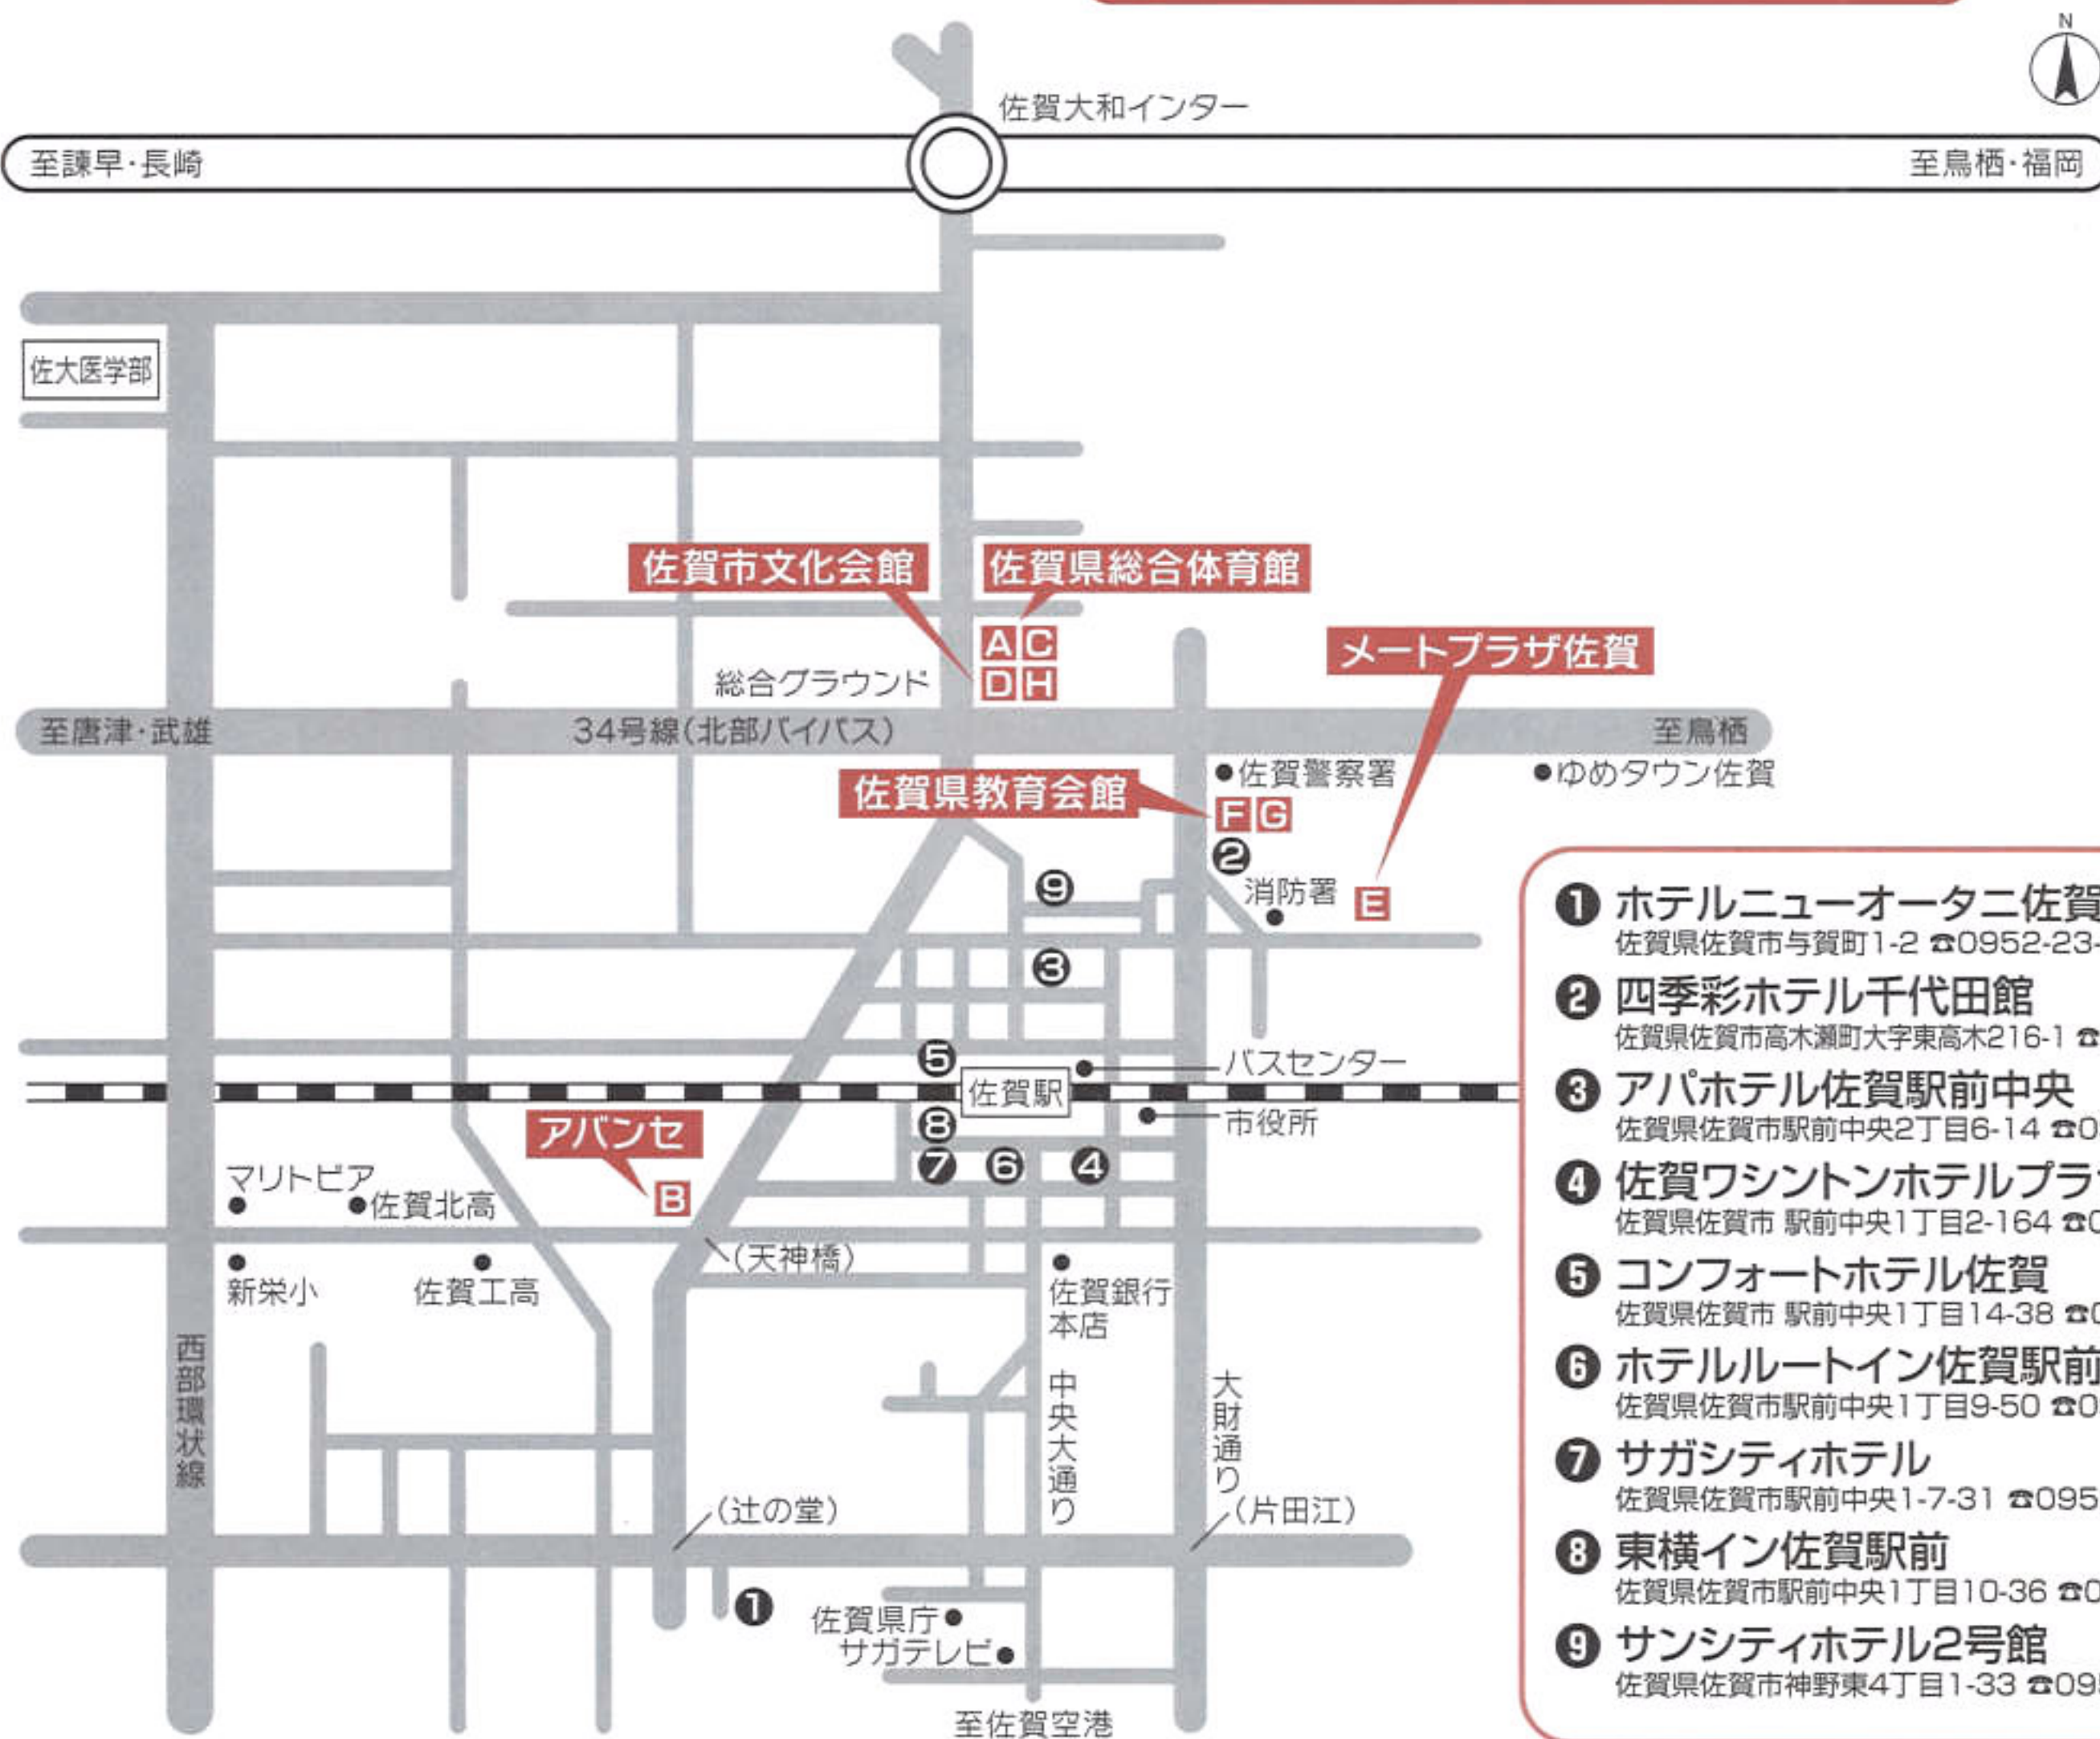 N
佐賀大和インター
至諫早・長崎
至鳥栖・福岡
佐大医学部
佐賀市文化会館
佐賀県総合体育館
A C
D H
メートプラザ佐賀
総合グラウンド
至唐津・武雄
34号線(北部バイパス)
至鳥栖
●佐賀警察署
●ゆめタウン佐賀
佐賀県教育会館
F G
❷
❾
消防署
E
❸
❺
バスセンター
佐賀駅
市役所
アバンセ
❽
❼
❻
❹
マリトピア
佐賀北高
B
(天神橋)
新栄小
佐賀工高
佐賀銀行
本店
西部環状線
中央大通り
大財通り
(辻の堂)
(片田江)
❶
佐賀県庁
サガテレビ
至佐賀空港
❶ ホテルニューオータニ佐賀
佐賀県佐賀市与賀町1-2 ☎0952-23-
❷ 四季彩ホテル千代田館
佐賀県佐賀市高木瀬町大字東高木216-1 ☎
❸ アパホテル佐賀駅前中央
佐賀県佐賀市駅前中央2丁目6-14 ☎0
❹ 佐賀ワシントンホテルプラ
佐賀県佐賀市 駅前中央1丁目2-164 ☎0
❺ コンフォートホテル佐賀
佐賀県佐賀市 駅前中央1丁目14-38 ☎0
❻ ホテルルートイン佐賀駅前
佐賀県佐賀市駅前中央1丁目9-50 ☎0
❼ サガシティホテル
佐賀県佐賀市駅前中央1-7-31 ☎095
❽ 東横イン佐賀駅前
佐賀県佐賀市駅前中央1丁目10-36 ☎0
❾ サンシティホテル2号館
佐賀県佐賀市神野東4丁目1-33 ☎09